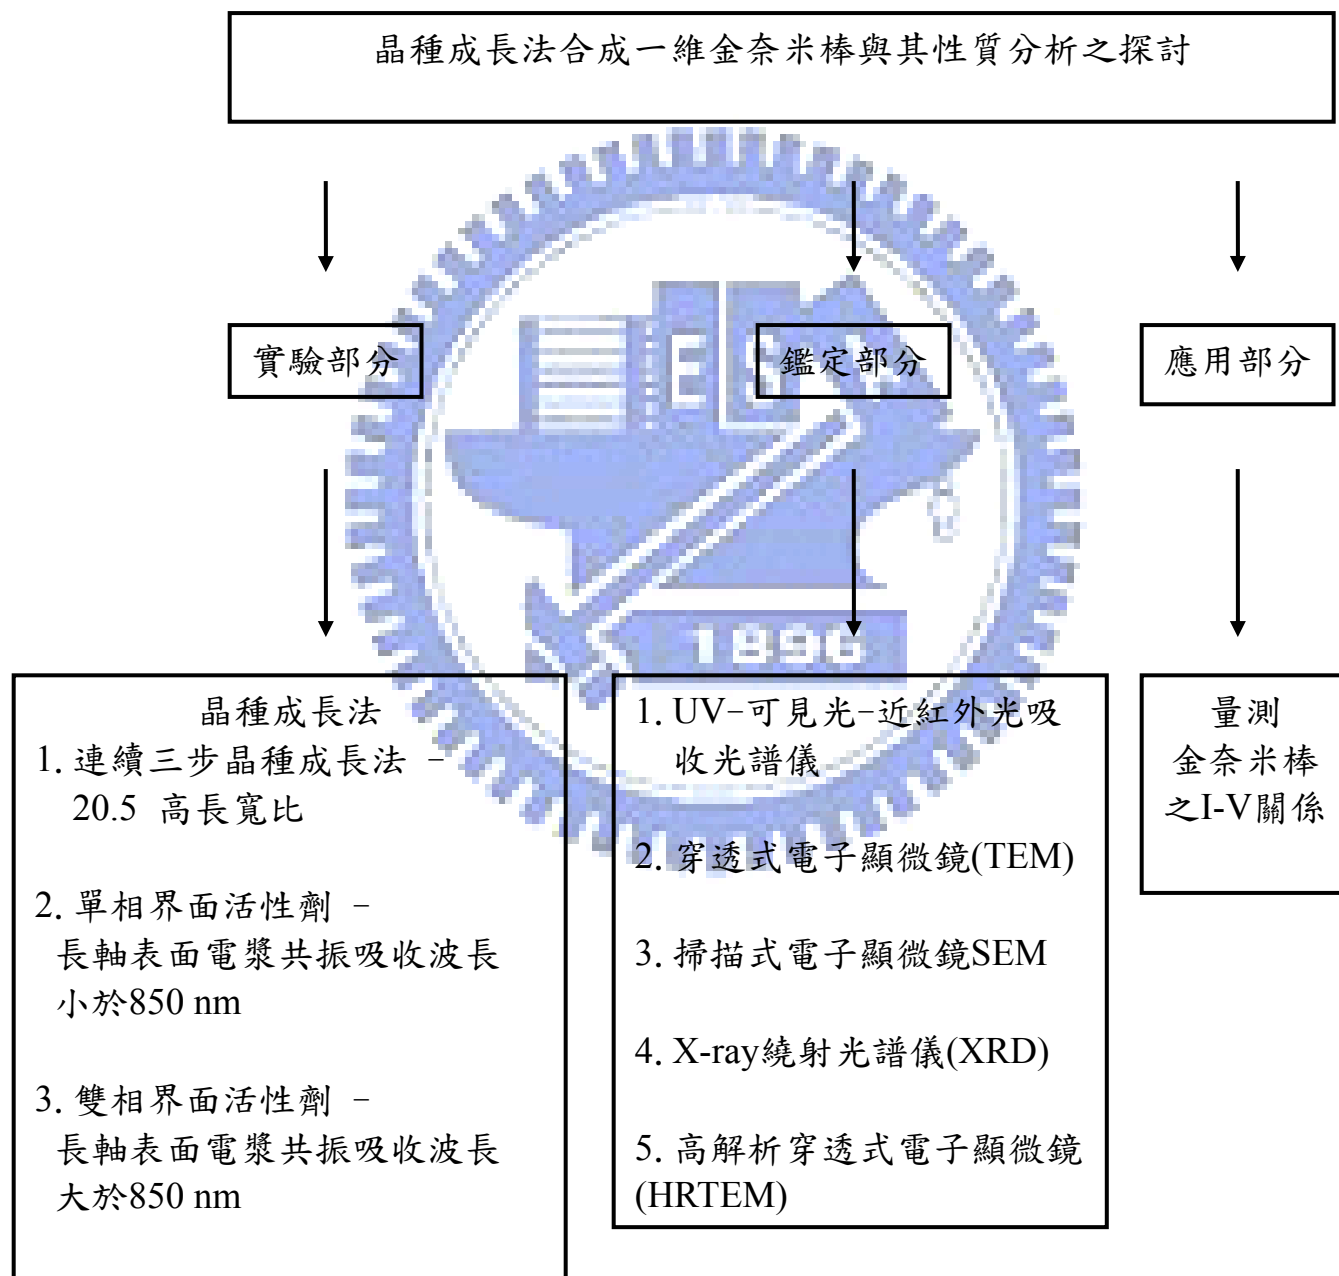 晶種成長法合成一維金奈米棒與其性質分析之探討
實驗部分
鑑定部分
應用部分
晶種成長法
1. 連續三步晶種成長法 -
20.5 高長寬比
2. 單相界面活性劑 -
長軸表面電漿共振吸收波長
小於850 nm
3. 雙相界面活性劑 -
長軸表面電漿共振吸收波長
大於850 nm
1. UV-可見光-近紅外光吸
收光譜儀
2. 穿透式電子顯微鏡(TEM)
3. 掃描式電子顯微鏡SEM
4. X-ray繞射光譜儀(XRD)
5. 高解析穿透式電子顯微鏡
(HRTEM)
量測
金奈米棒
之I-V關係
1896